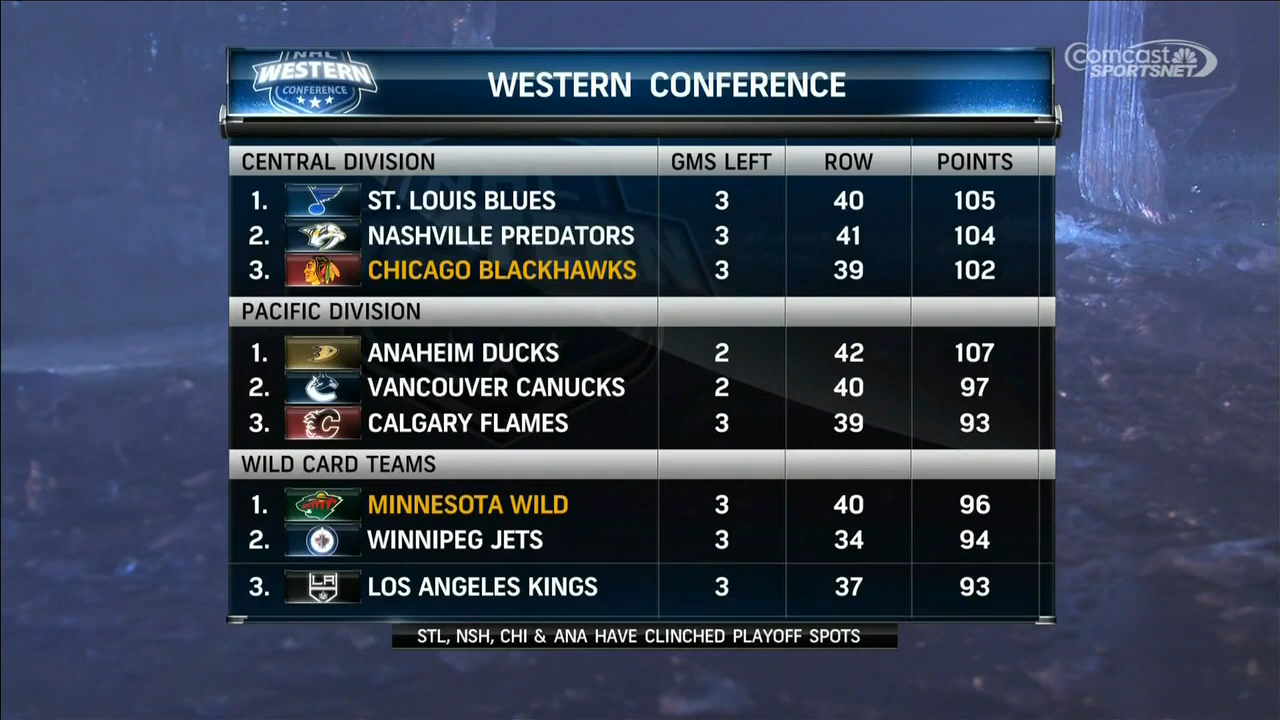 NHL
WESTERN
CONFERENCE
WESTERN CONFERENCE
comcast
SPORTSNET
CENTRAL DIVISION GMS LEFT ROW POINTS
1. ST. LOUIS BLUES 3 40 105
2. NASHVILLE PREDATORS 3 41 104
3. CHICAGO BLACKHAWKS 3 39 102
PACIFIC DIVISION
1. ANAHEIM DUCKS 2 42 107
2. VANCOUVER CANUCKS 2 40 97
3. CALGARY FLAMES 3 39 93
WILD CARD TEAMS
1. MINNESOTA WILD 3 40 96
2. WINNIPEG JETS 3 34 94
3. LA LOS ANGELES KINGS 3 37 93
STL, NSH, CHI & ANA HAVE CLINCHED PLAYOFF SPOTS